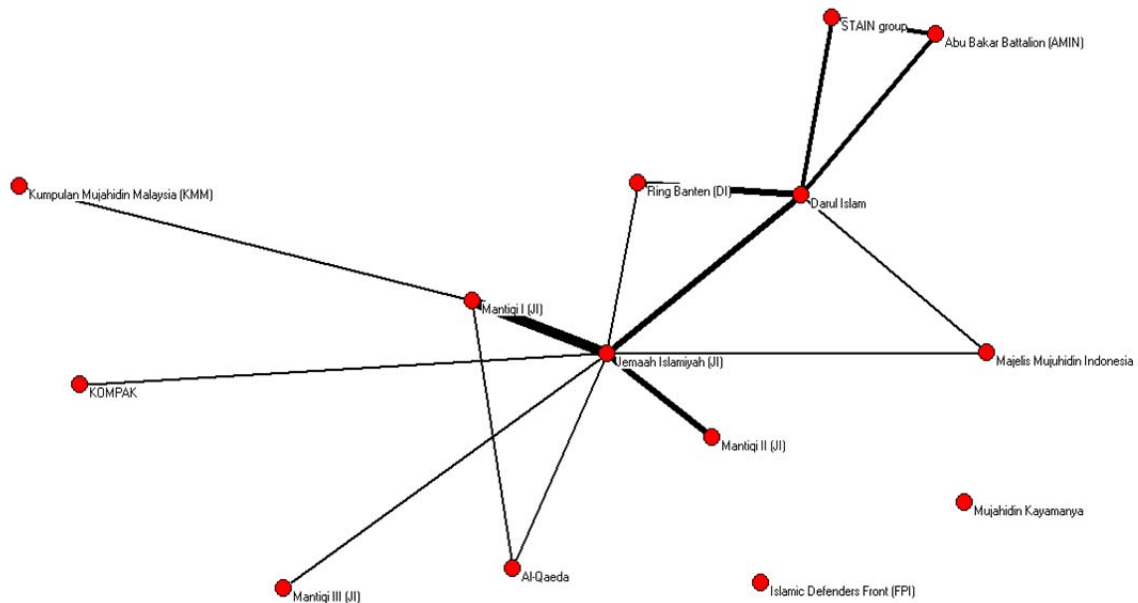 STAIN group
Abu Bakar Battalion (AMIN)
Kumpulan Mujahidin Malaysia (KMM)
Ring Banten (DI)
Darul Islam
Mantiqi I (JI)
Jemaah Islamiyah (JI)
Majelis Mujuhidin Indonesia
KOMPAK
Mantiqi II (JI)
Mujahidin Kayamanya
Al-Qaeda
Islamic Defenders Front (FPI)
Mantiqi III (JI)